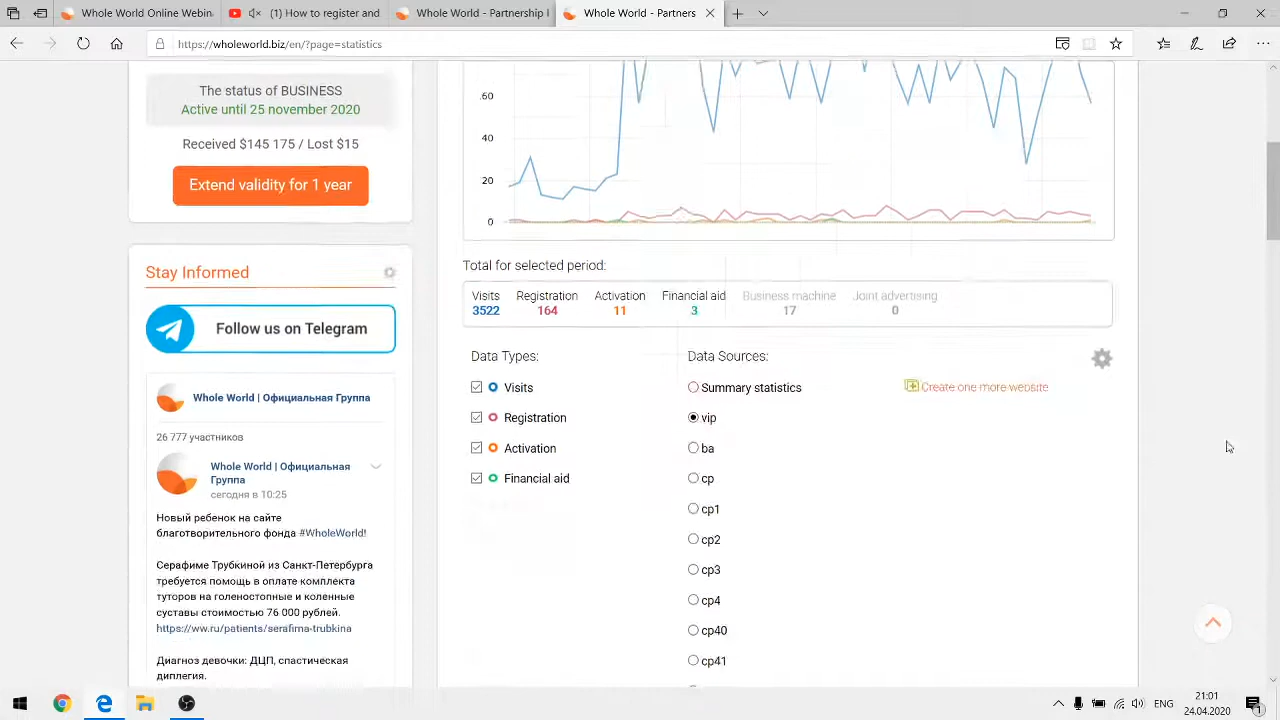 Whole World Online Webin
(1) How to register and
Whole World - Partnership I
Whole World - Partners
https://wholeworld.biz/en/?page=statistics
The status of BUSINESS
Active until 25 november 2020
Received $145 175 / Lost $15
Extend validity for 1 year
Stay Informed
Follow us on Telegram
Whole World | Официальная Группа
26 777 участников
Whole World | Официальная
Группа
сегодня в 10:25
Новый ребенок на сайте
благотворительного фонда #WholeWorld!
Серафиме Трубкиной из Санкт-Петербурга
требуется помощь в оплате комплекта
туторов на голеностопные и коленные
суставы стоимостью 76 000 рублей.
https://ww.ru/patients/serafima-trubkina
Диагноз девочки: ДЦП, спастическая
диплегия.
60
40
20
0
Total for selected period:
Visits Registration Activation Financial aid Business machine Joint advertising
3522 164 11 3 17 0
Data Types:
Visits
Registration
Activation
Financial aid
Data Sources:
Summary statistics
vip
ba
cp
cp1
cp2
cp3
cp4
cp40
cp41
Create one more website
ENG
21:01
24.04.2020
1